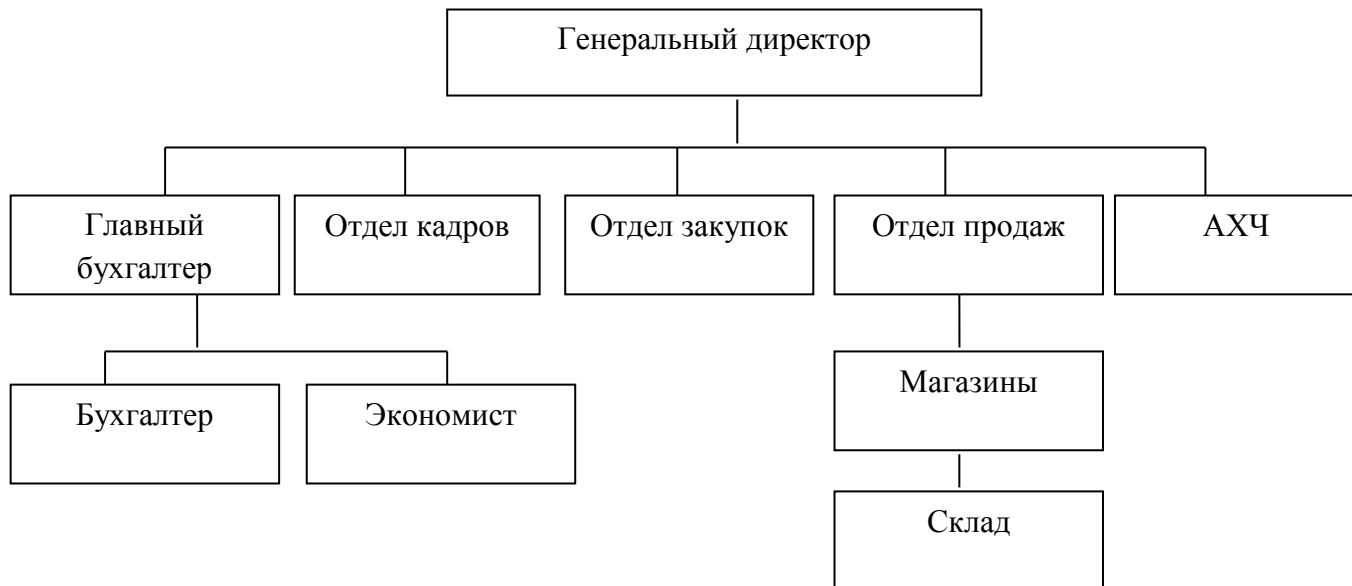 Генеральный директор
Главный
бухгалтер
Отдел кадров
Отдел закупок
Отдел продаж
АХЧ
Бухгалтер
Экономист
Магазины
Склад